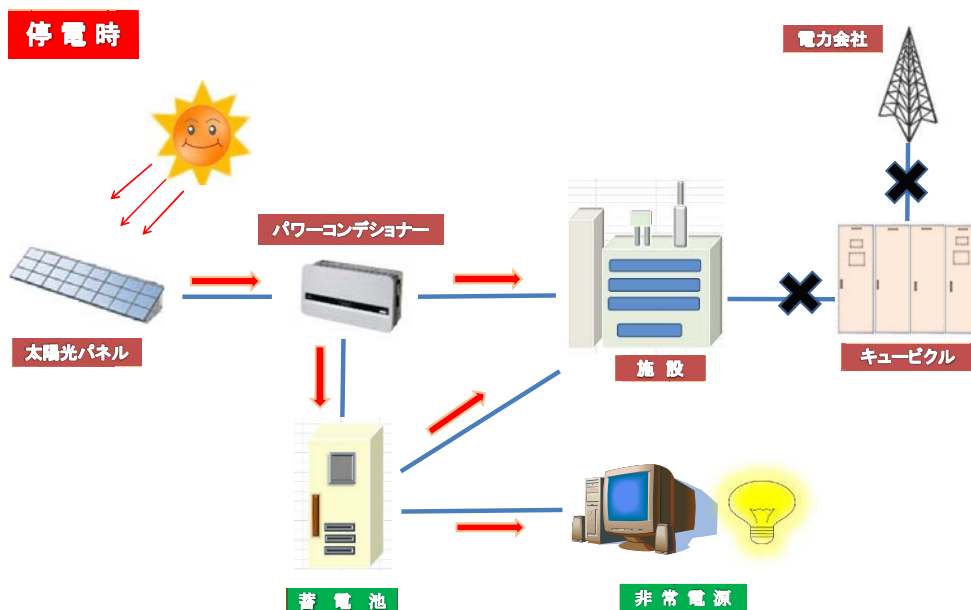 停電時
電力会社
パワーコンデショナー
太陽光パネル
施設
キュービクル
蓄電池
非常電源